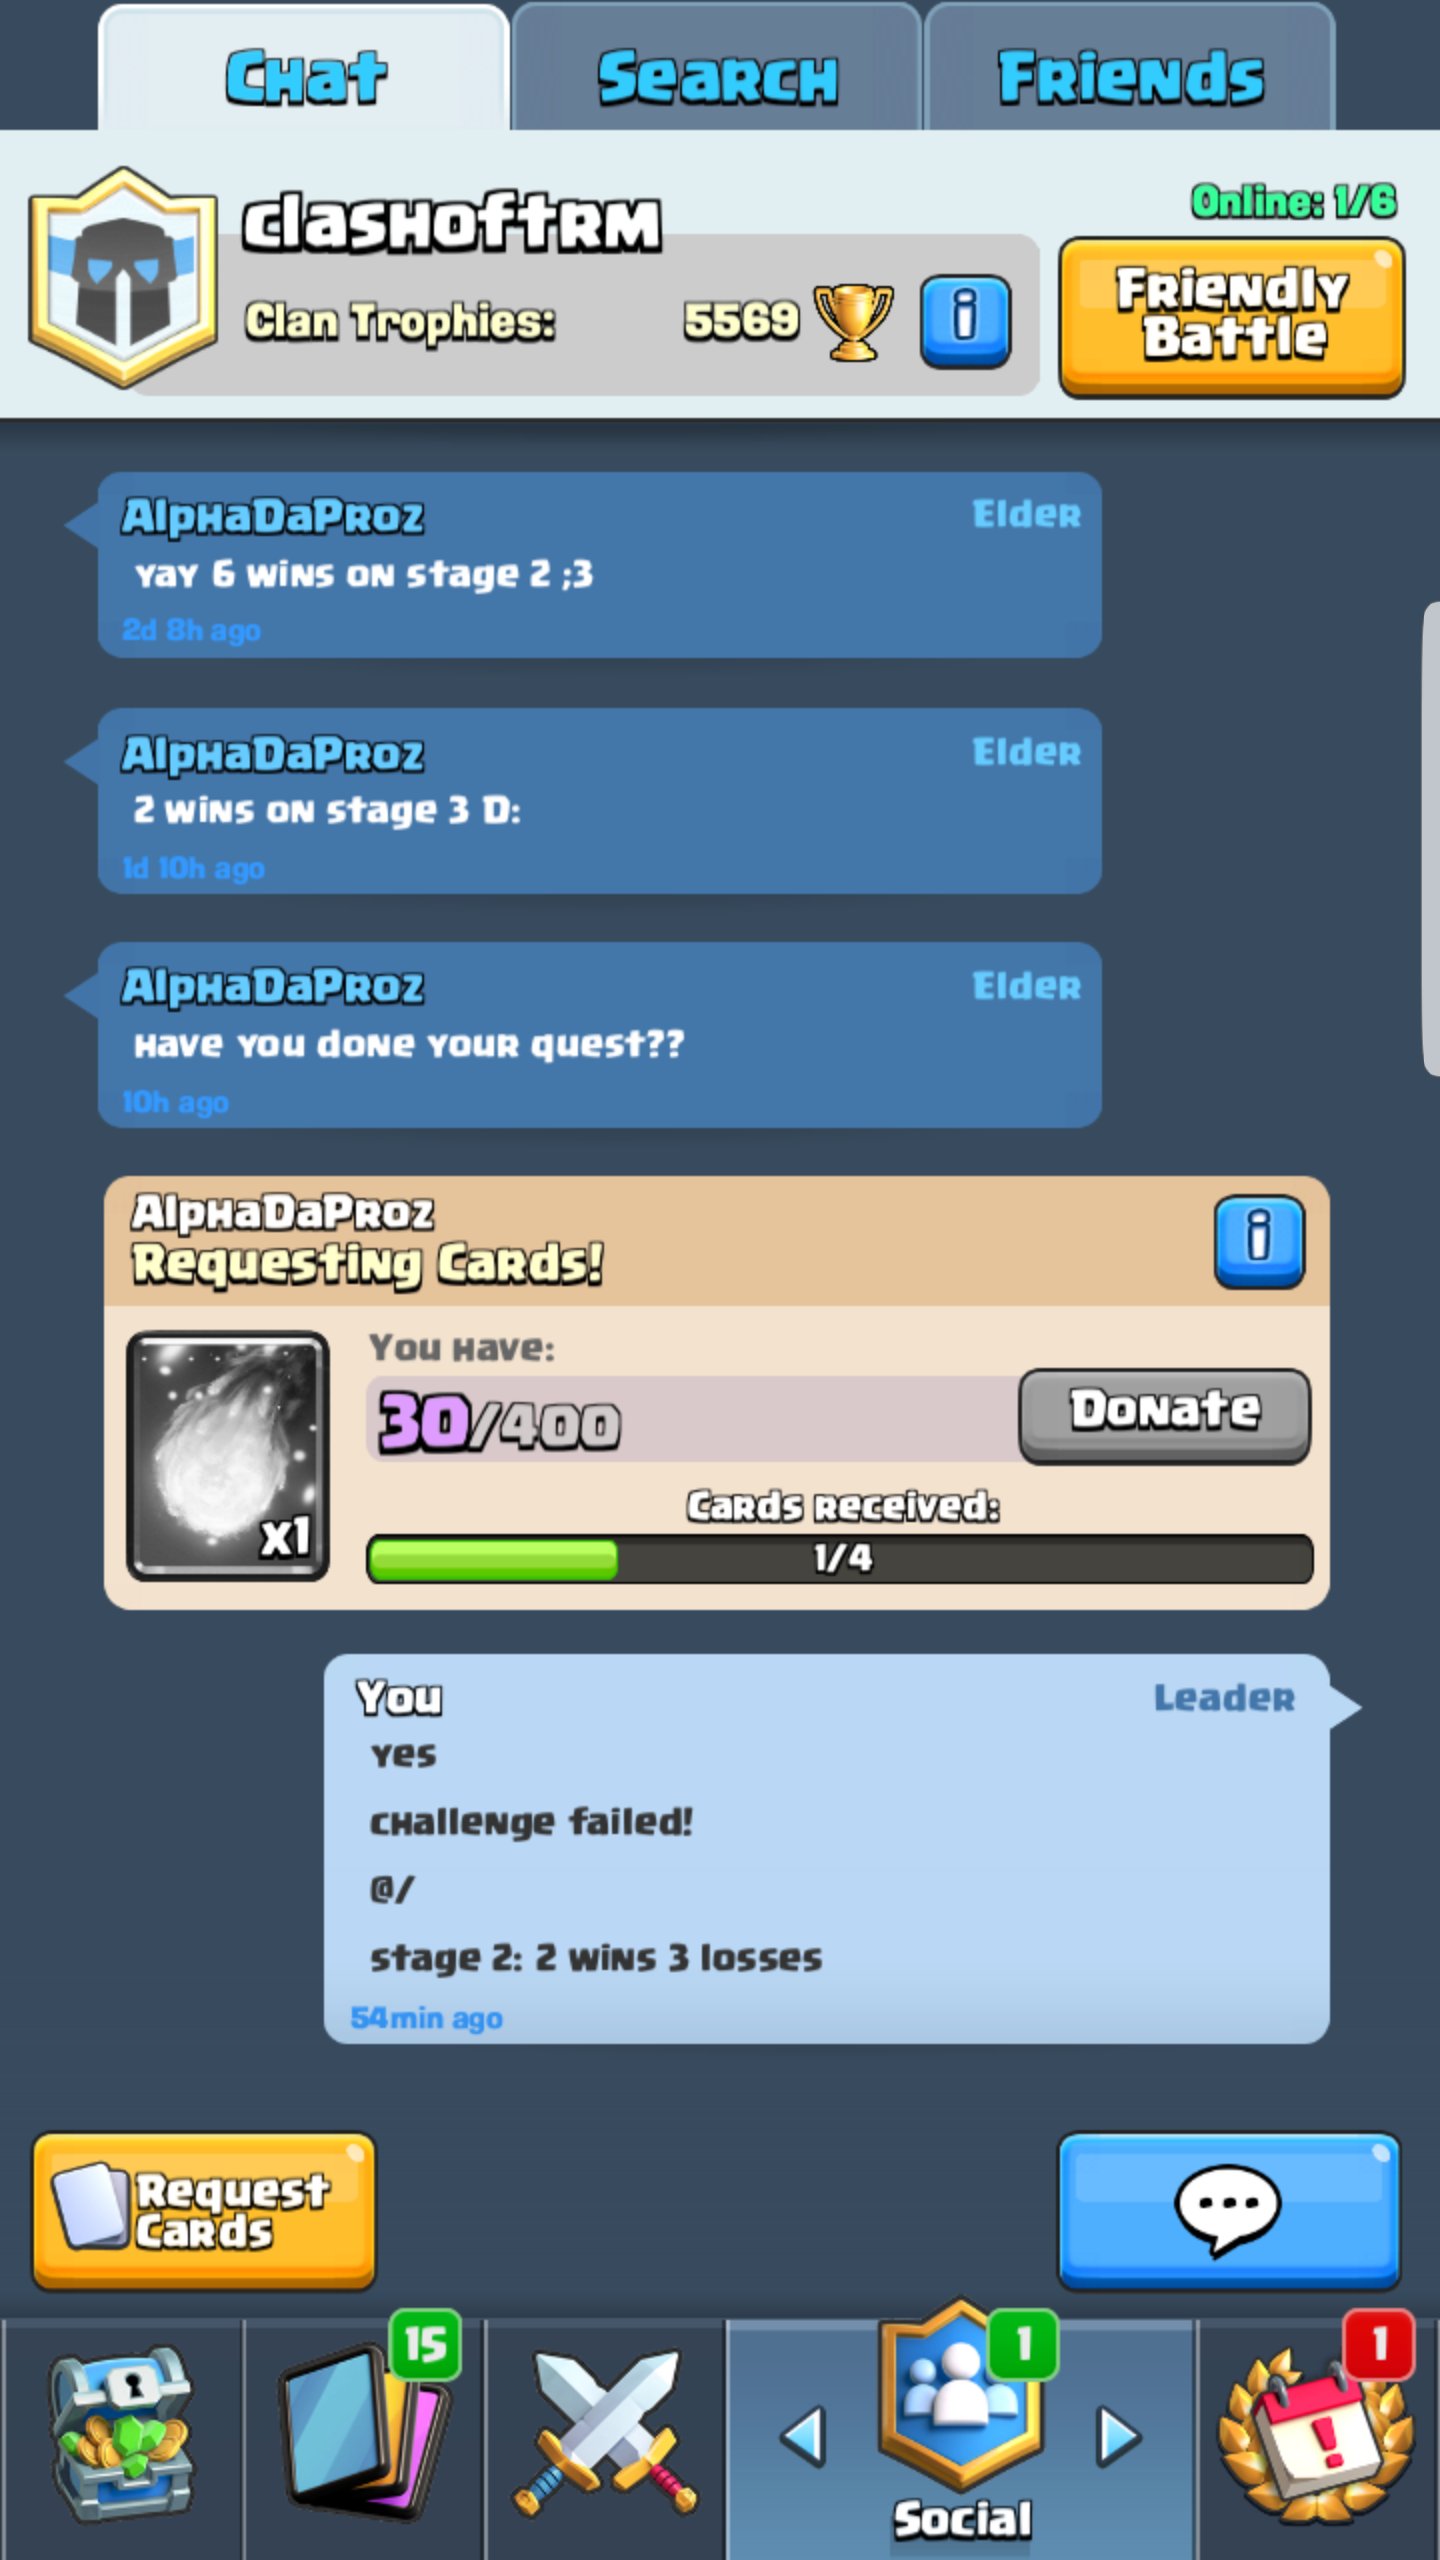 Chat
Search
Friends
clashoftrm
Online: 1/6
Clan Trophies: 5569
i
Friendly
Battle
AlphaDaProz Elder
yay 6 wins on stage 2 ;3
2d 8h ago
AlphaDaProz Elder
2 wins on stage 3 D:
1d 10h ago
AlphaDaProz Elder
have you done your quest??
10h ago
AlphaDaProz
Requesting Cards!
i
You have:
30/400
Donate
x1
Cards received:
1/4
You Leader
yes
challenge failed!
@/
stage 2: 2 wins 3 losses
54min ago
Request
Cards
...
15
1
1
!
Social